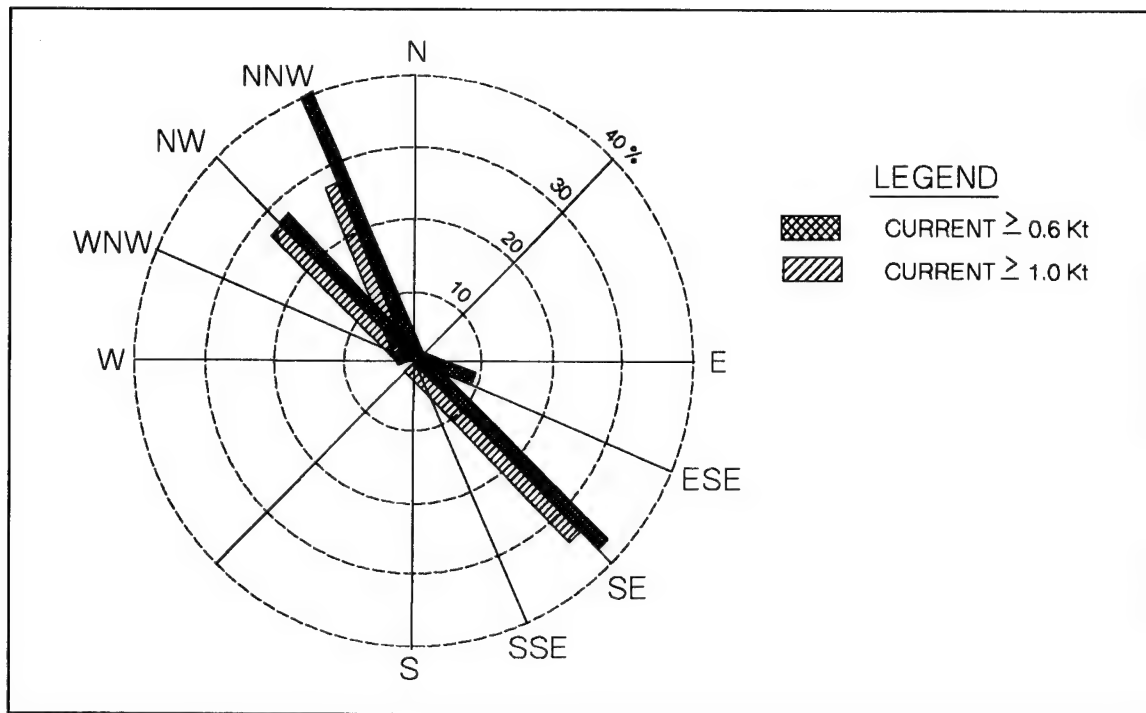 N
NNW
NW
WNW
W
40%
30
20
10
E
ESE
SE
SSE
S
LEGEND
CURRENT ≥ 0.6 Kt
CURRENT ≥ 1.0 Kt